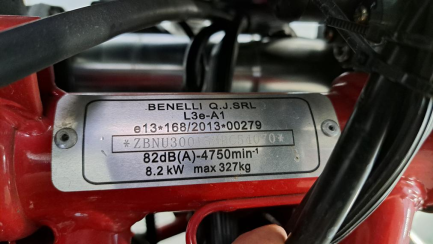 BENELLI Q.J.SRL
L3e-A1
e13*168/2013*00279
82dB(A)-4750min⁻¹
8.2 kW max 327kg